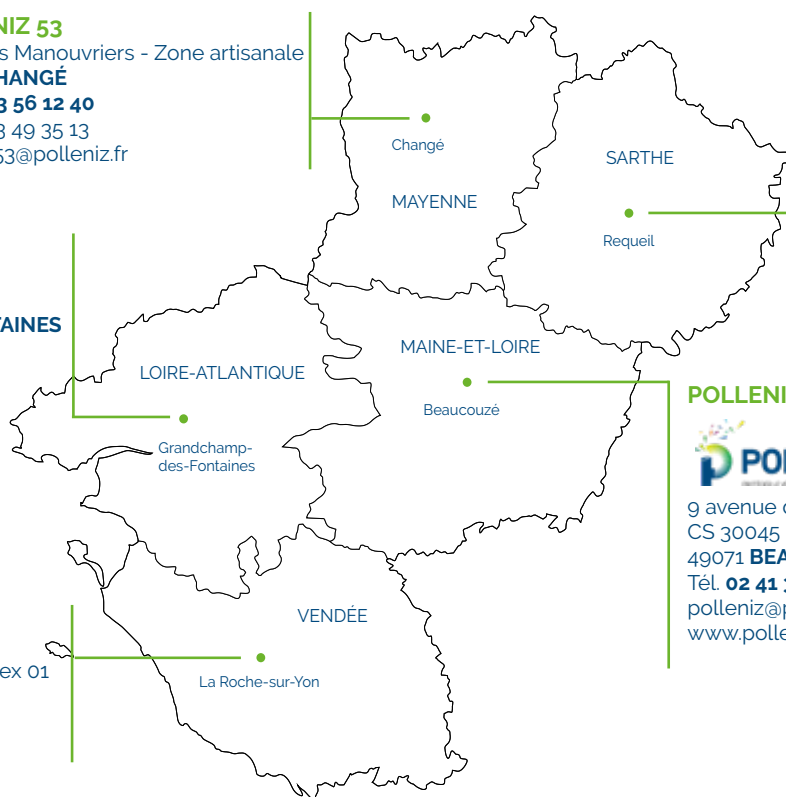 NIZ 53
s Manouvriers - Zone artisanale
HANGÉ
3 56 12 40
3 49 35 13
53@polleniz.fr
Changé
MAYENNE
SARTHE
Requeil
TAINES
LOIRE-ATLANTIQUE
Grandchamp-
des-Fontaines
MAINE-ET-LOIRE
Beaucouzé
POLLENI
PO
9 avenue
CS 30045
49071 BEA
Tél. 02 41
polleniz@p
www.polle
VENDÉE
La Roche-sur-Yon
ex 01